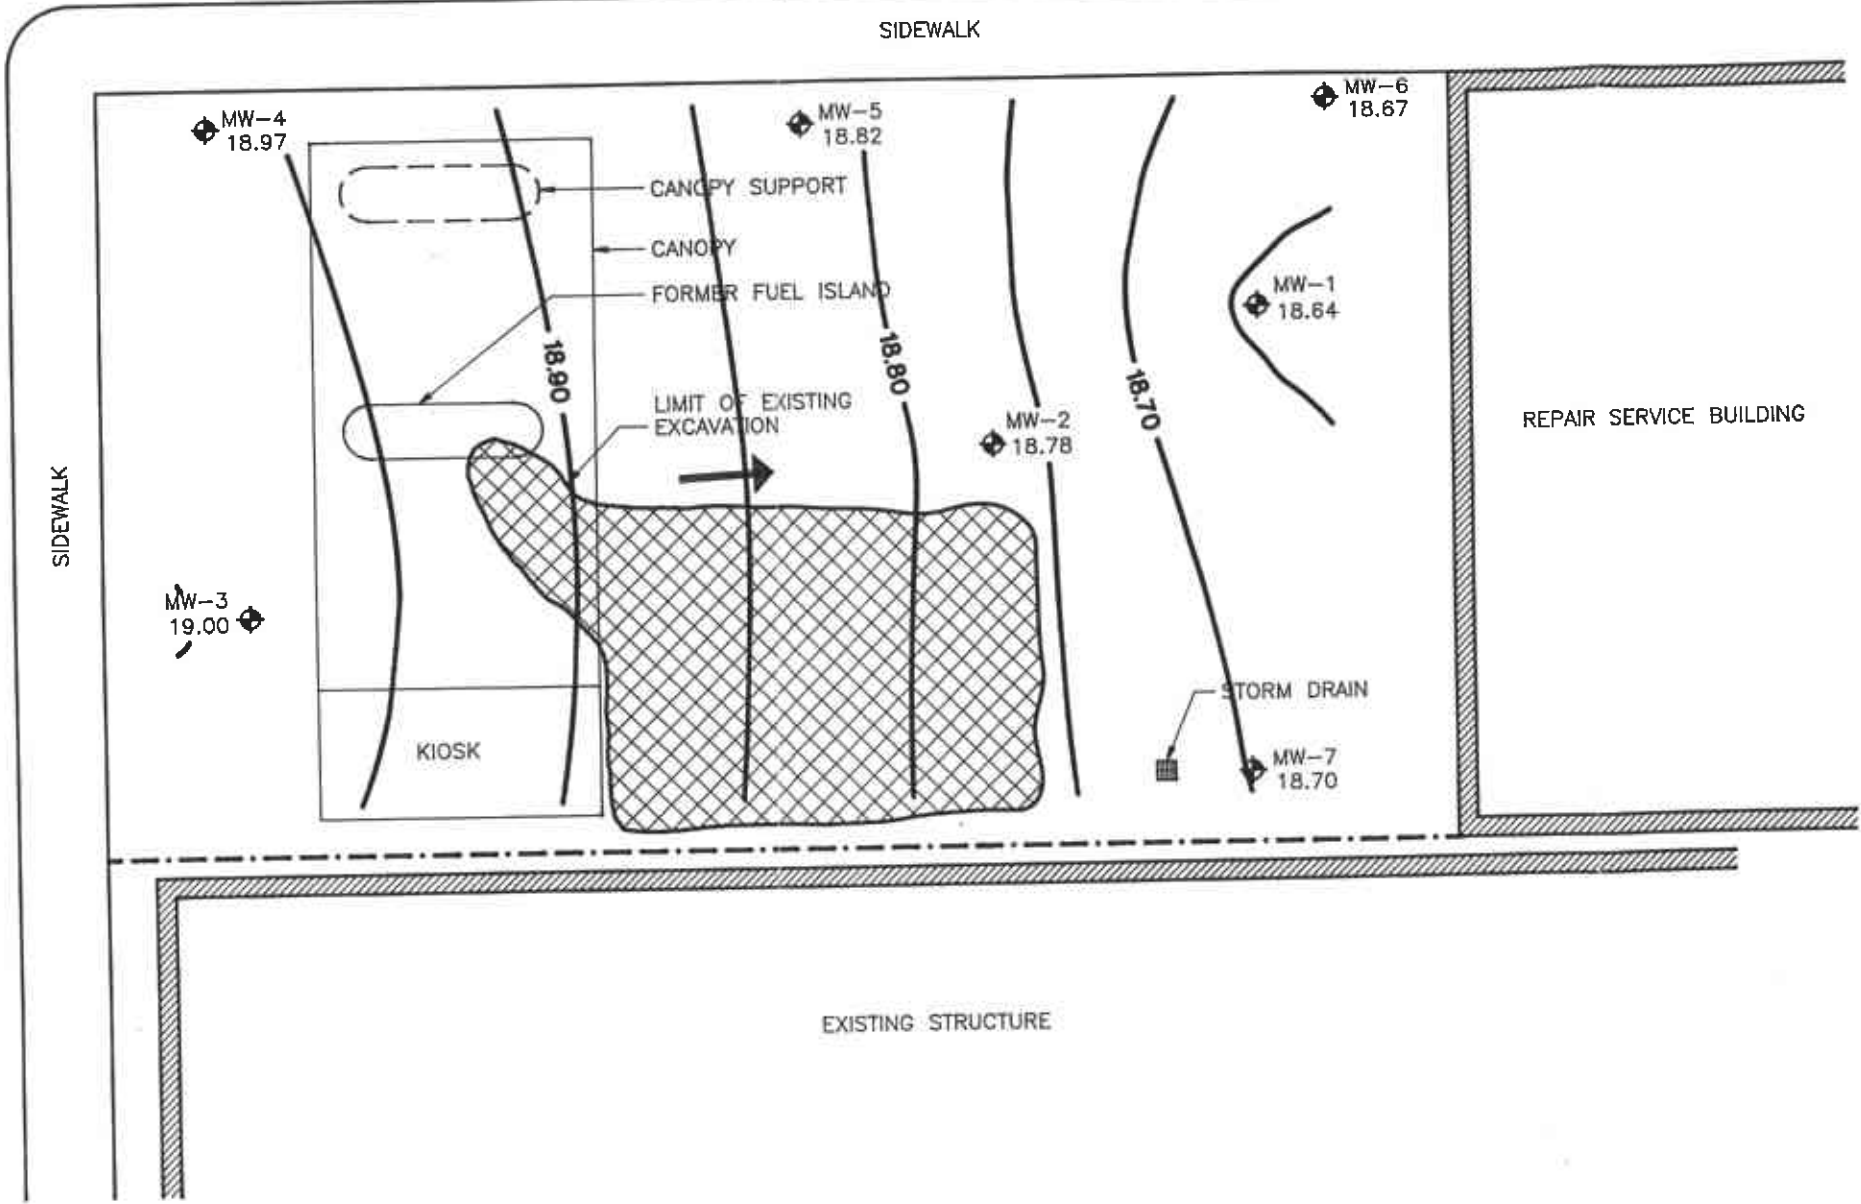 SIDEWALK
MW-4
18.97
MW-5
18.82
MW-6
18.67
CANOPY SUPPORT
CANOPY
FORMER FUEL ISLAND
MW-1
18.64
18.90
18.80
18.70
LIMIT OF EXISTING
EXCAVATION
MW-2
18.78
REPAIR SERVICE BUILDING
SIDEWALK
MW-3
19.00
STORM DRAIN
KIOSK
MW-7
18.70
EXISTING STRUCTURE